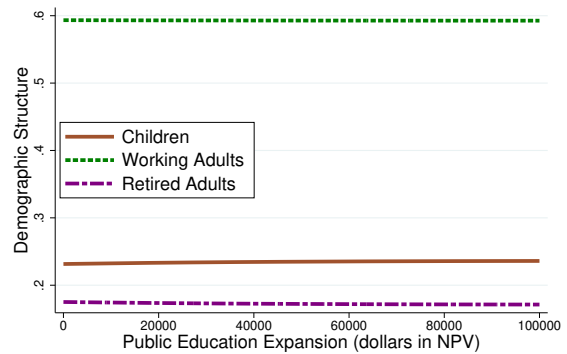 Demographic Structure
.6
.5
.4
.3
.2
Children
Working Adults
Retired Adults
0 20000 40000 60000 80000 100000
Public Education Expansion (dollars in NPV)